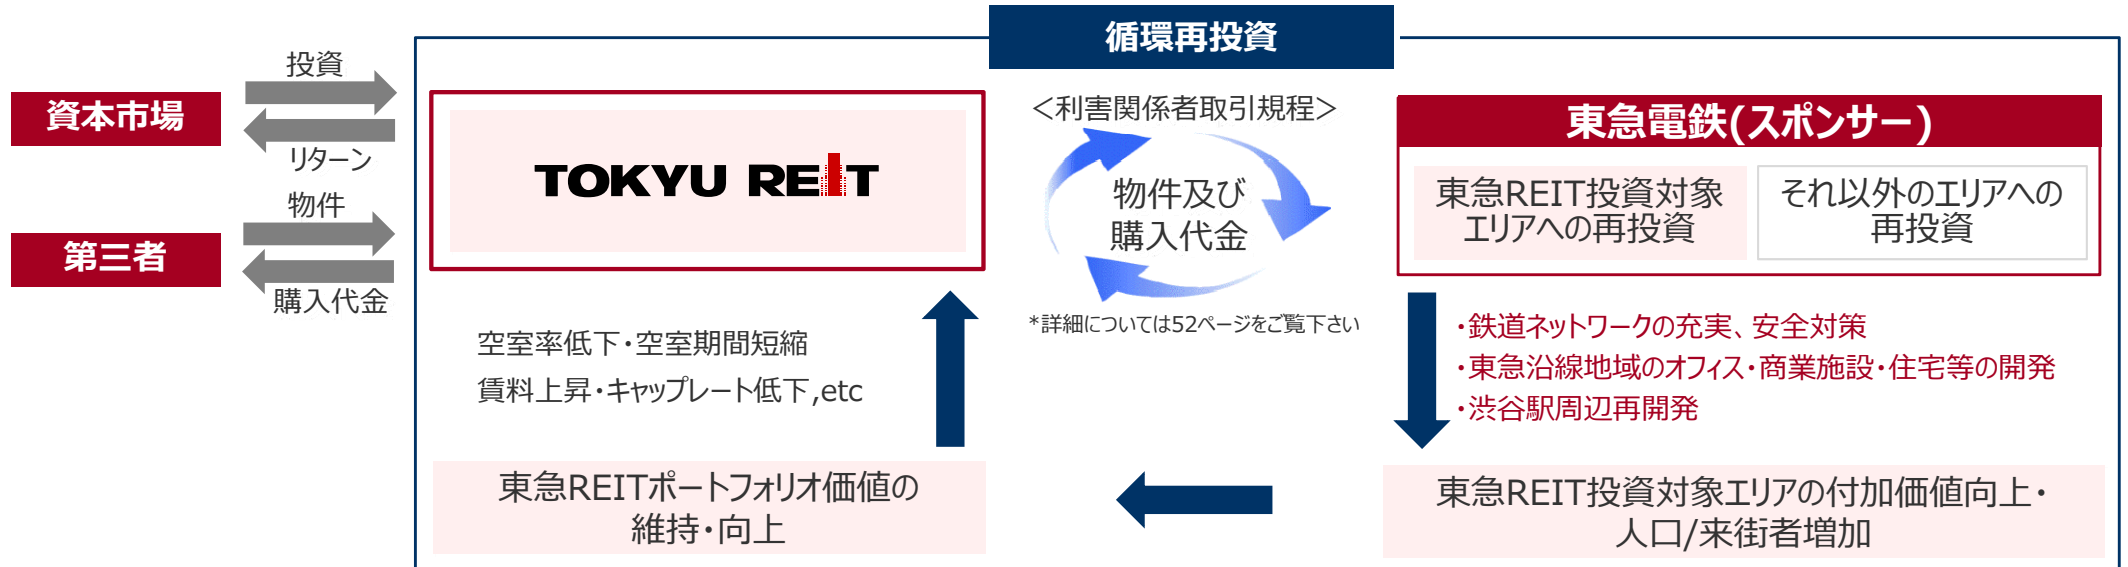 循環再投資
投資
資本市場
リターン
物件
第三者
購入代金
TOKYU REIT
＜利害関係者取引規程＞
物件及び
購入代金
*詳細については52ページをご覧下さい
東急電鉄(スポンサー)
東急REIT投資対象
エリアへの再投資
それ以外のエリアへの
再投資
・鉄道ネットワークの充実、安全対策
・東急沿線地域のオフィス・商業施設・住宅等の開発
・渋谷駅周辺再開発
空室率低下・空室期間短縮
賃料上昇・キャップレート低下,etc
東急REITポートフォリオ価値の
維持・向上
東急REIT投資対象エリアの付加価値向上・
人口/来街者増加